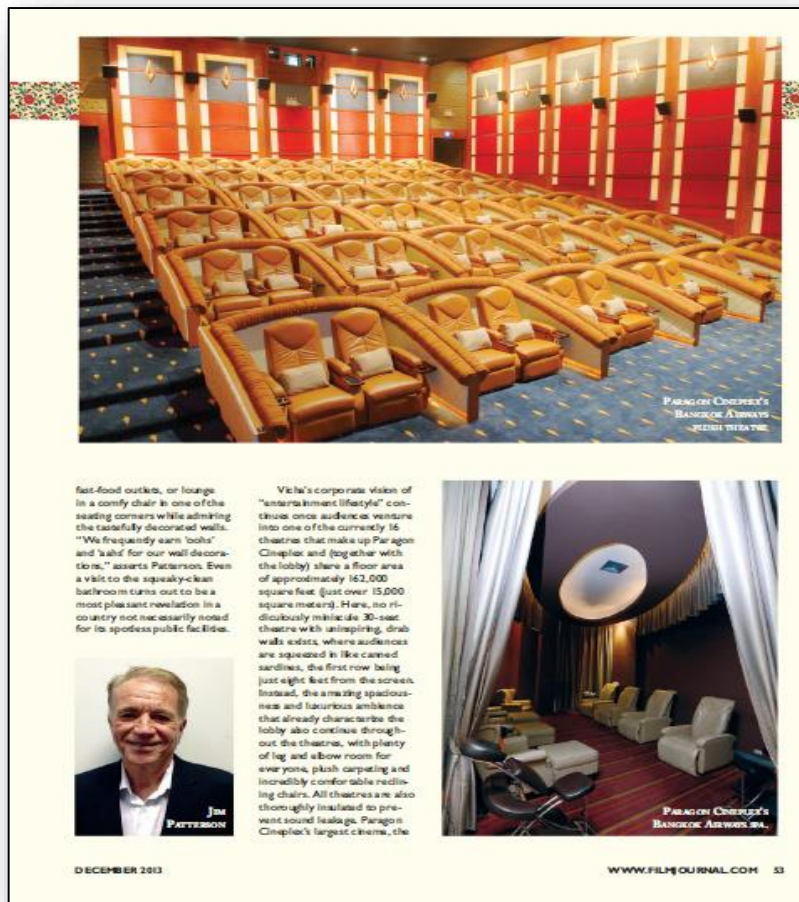 PARAGON CINEPLEX'S
BANGKOK AIRWAYS
PLUSH THEATRE
fast-food outlets, or lounge
in a comfy chair in one of the
seating corners while admiring
the tastefully decorated walls.
"We frequently earn 'oohs'
and 'aahs' for our wall decora-
tions," asserts Patterson. Even
a visit to the squeaky-clean
bathroom turns out to be a
most pleasant revelation in a
country not necessarily noted
for its spotless public facilities.
JIM
PATTERSON
Vicha's corporate vision of
"entertainment lifestyle" con-
tinues once audiences venture
into one of the currently 16
theatres that make up Paragon
Cineplex and (together with
the lobby) share a floor area
of approximately 162,000
square feet (just over 15,000
square meters). Here, no ri-
diculously miniscule 30-seat
theatre with uninspiring, drab
walls exists, where audiences
are squeezed in like canned
sardines, the first row being
just eight feet from the screen.
Instead, the amazing spacious-
ness and luxurious ambience
that already characterize the
lobby also continue through-
out the theatres, with plenty
of leg and elbow room for
everyone, plush carpeting and
incredibly comfortable reclin-
ing chairs. All theatres are also
thoroughly insulated to pre-
vent sound leakage. Paragon
Cineplex's largest cinema, the
PARAGON CINEPLEX'S
BANGKOK AIRWAYS SPA.
DECEMBER 2013
WWW.FILMJOURNAL.COM 53